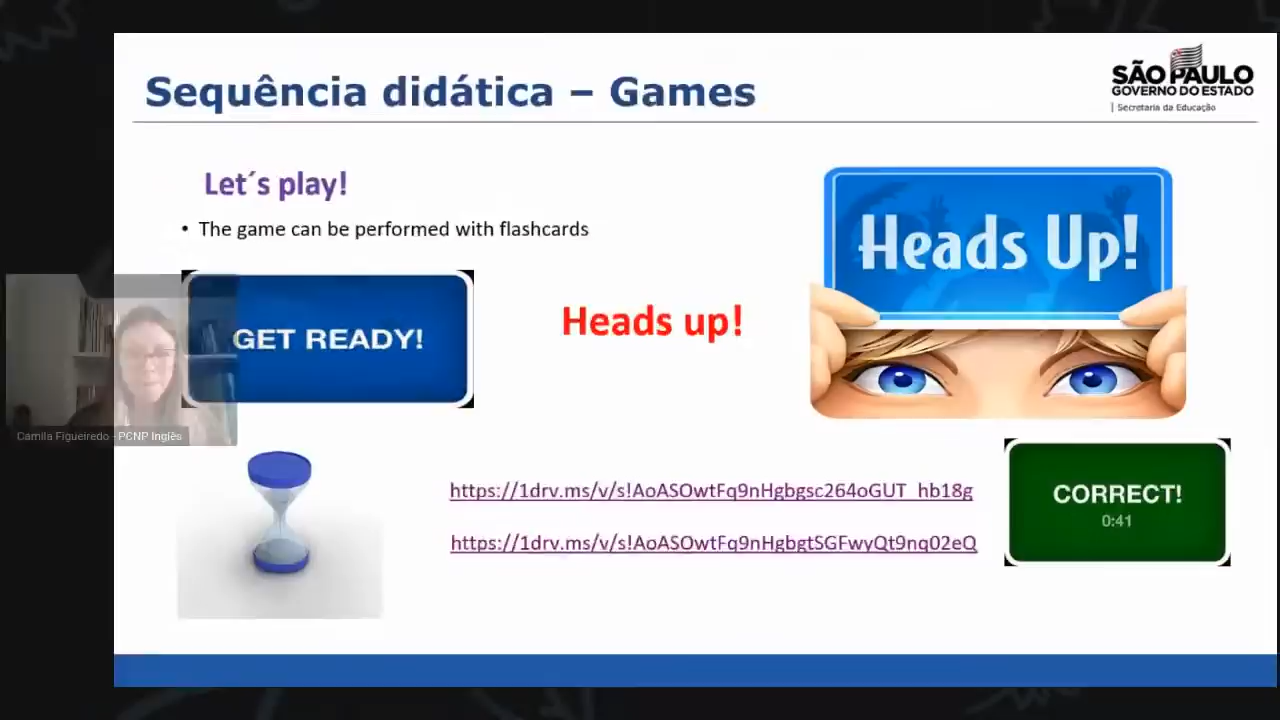 Sequência didática – Games
SÃO PAULO
GOVERNO DO ESTADO
Secretaria da Educação
Let´s play!
• The game can be performed with flashcards
Heads Up!
GET READY!
Heads up!
Camila Figueiredo - PCNP Inglês
https://1drv.ms/v/s!AoASOwtFq9nHgbgsc264oGUT_hb18g
CORRECT!
0:41
https://1drv.ms/v/s!AoASOwtFq9nHgbgtSGFwyQt9nq02eQ